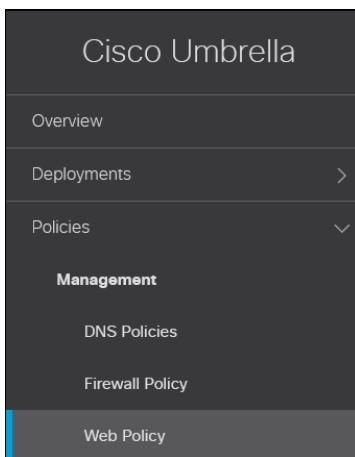 Cisco Umbrella
Overview
Deployments
Policies
Management
DNS Policies
Firewall Policy
Web Policy